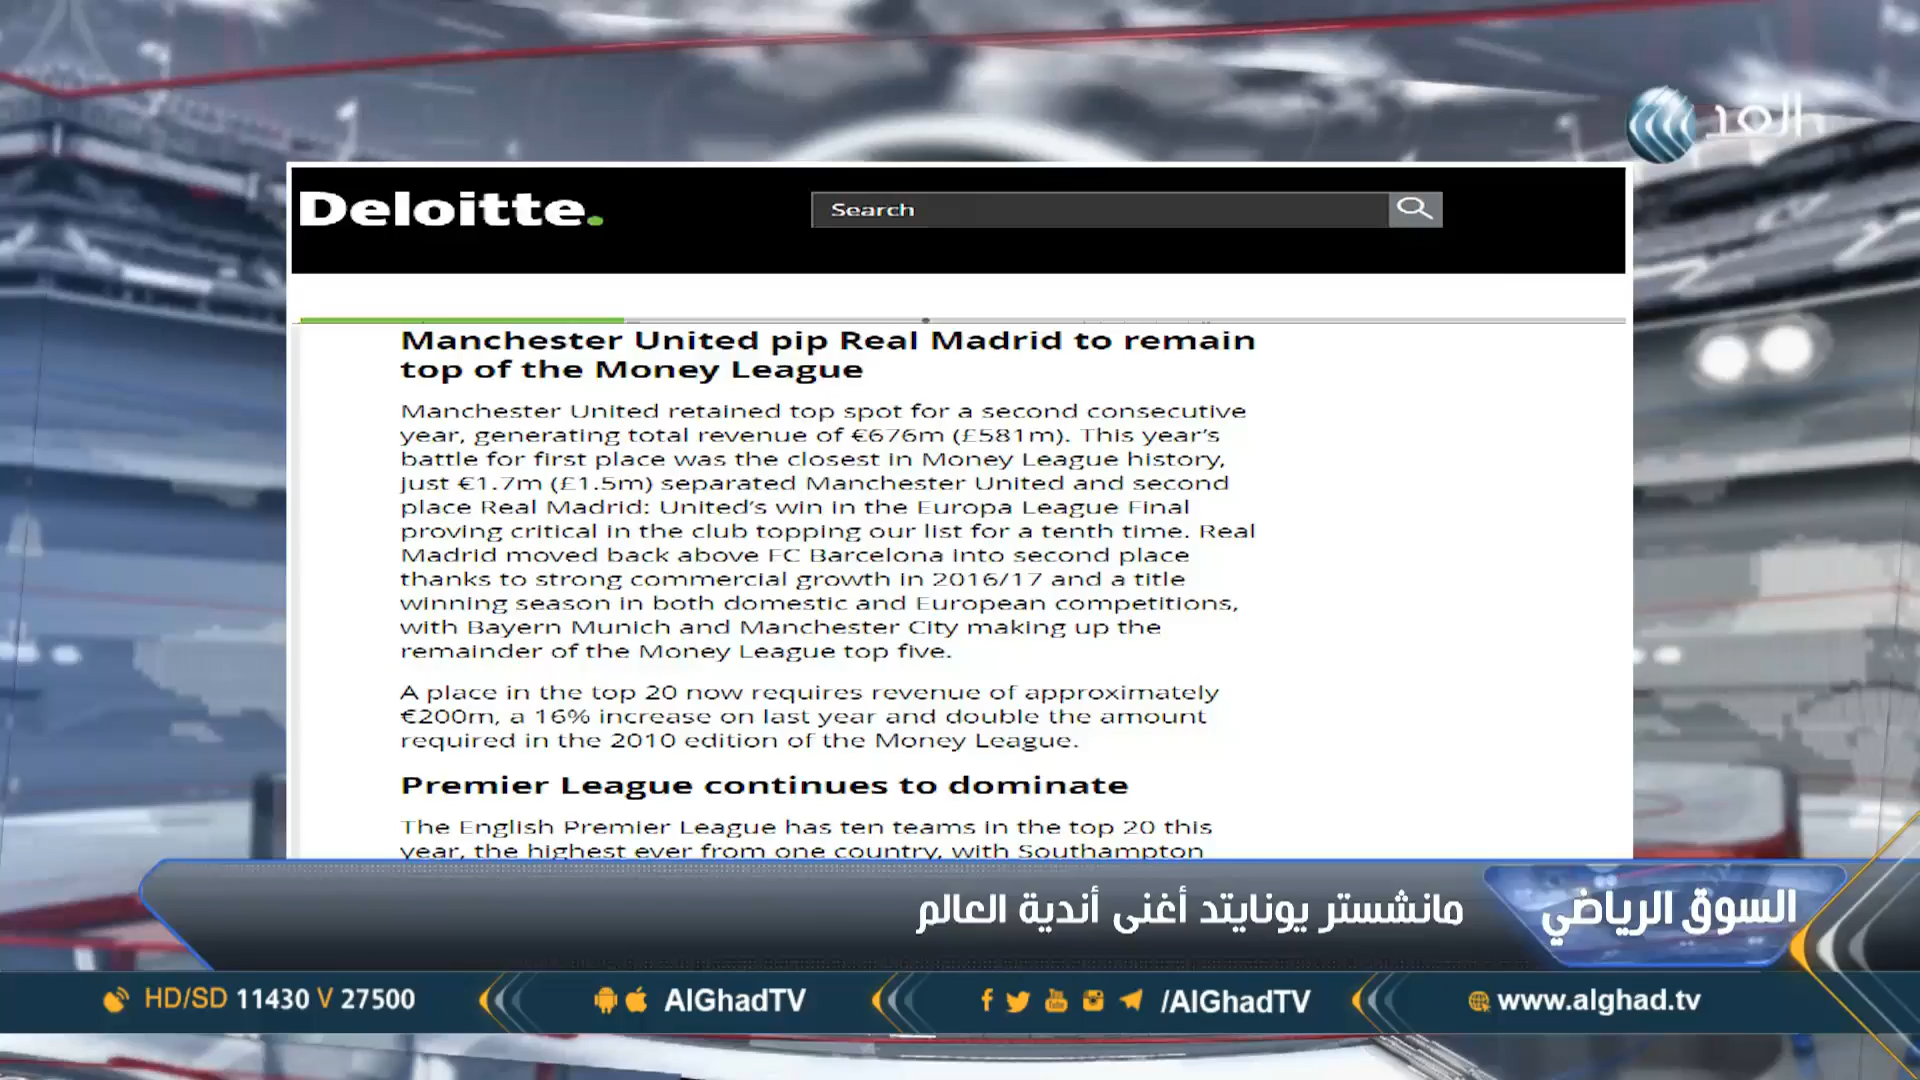 الغد
Deloitte.
Search
Manchester United pip Real Madrid to remain
top of the Money League
Manchester United retained top spot for a second consecutive
year, generating total revenue of €676m (£581m). This year's
battle for first place was the closest in Money League history,
just €1.7m (£1.5m) separated Manchester United and second
place Real Madrid: United's win in the Europa League Final
proving critical in the club topping our list for a tenth time. Real
Madrid moved back above FC Barcelona into second place
thanks to strong commercial growth in 2016/17 and a title
winning season in both domestic and European competitions,
with Bayern Munich and Manchester City making up the
remainder of the Money League top five.
A place in the top 20 now requires revenue of approximately
€200m, a 16% increase on last year and double the amount
required in the 2010 edition of the Money League.
Premier League continues to dominate
The English Premier League has ten teams in the top 20 this
year, the highest ever from one country, with Southampton
السوق الرياضي
مانشستر يونايتد أغنى أندية العالم
HD/SD 11430 V 27500
AlGhadTV
/AlGhadTV
www.alghad.tv